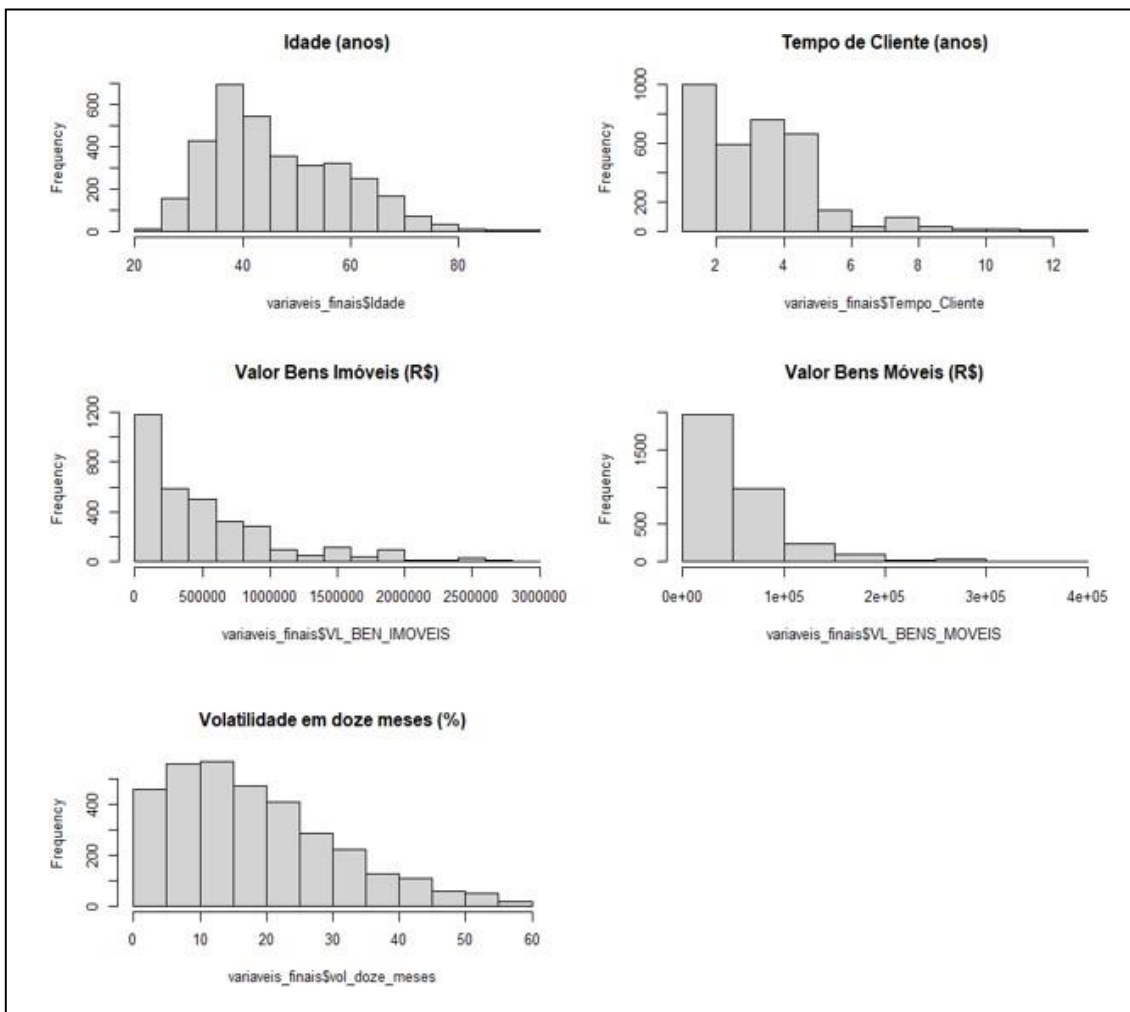 Idade (anos)
Frequency
0 200 400 600
20 40 60 80
variaveis_finais$Idade
Tempo de Cliente (anos)
Frequency
0 200 600 1000
2 4 6 8 10 12
variaveis_finais$Tempo_Cliente
Valor Bens Imóveis (R$)
Frequency
0 400 800 1200
0 500000 1000000 1500000 2000000 2500000 3000000
variaveis_finais$VL_BEN_IMOVEIS
Valor Bens Móveis (R$)
Frequency
0 500 1500
0e+00 1e+05 2e+05 3e+05 4e+05
variaveis_finais$VL_BENS_MOVEIS
Volatilidade em doze meses (%)
Frequency
0 200 400
0 10 20 30 40 50 60
variaveis_finais$vol_doze_meses